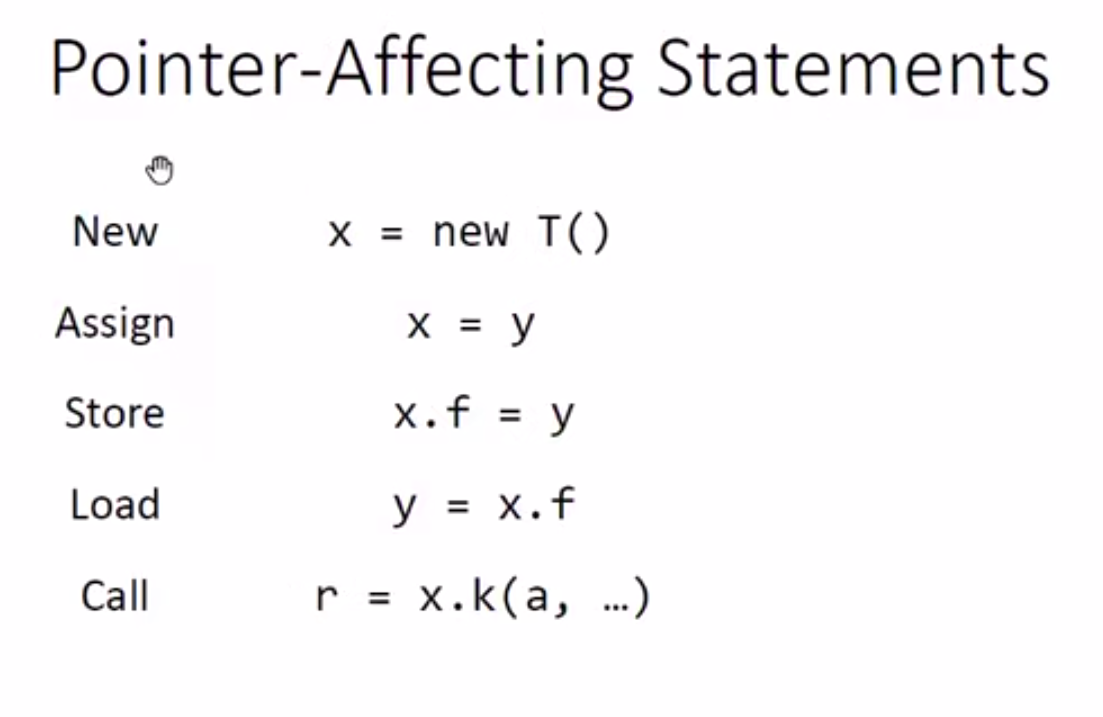 Pointer-Affecting Statements
New x = new T()
Assign x = y
Store x.f = y
Load y = x.f
Call r = x.k(a, …)